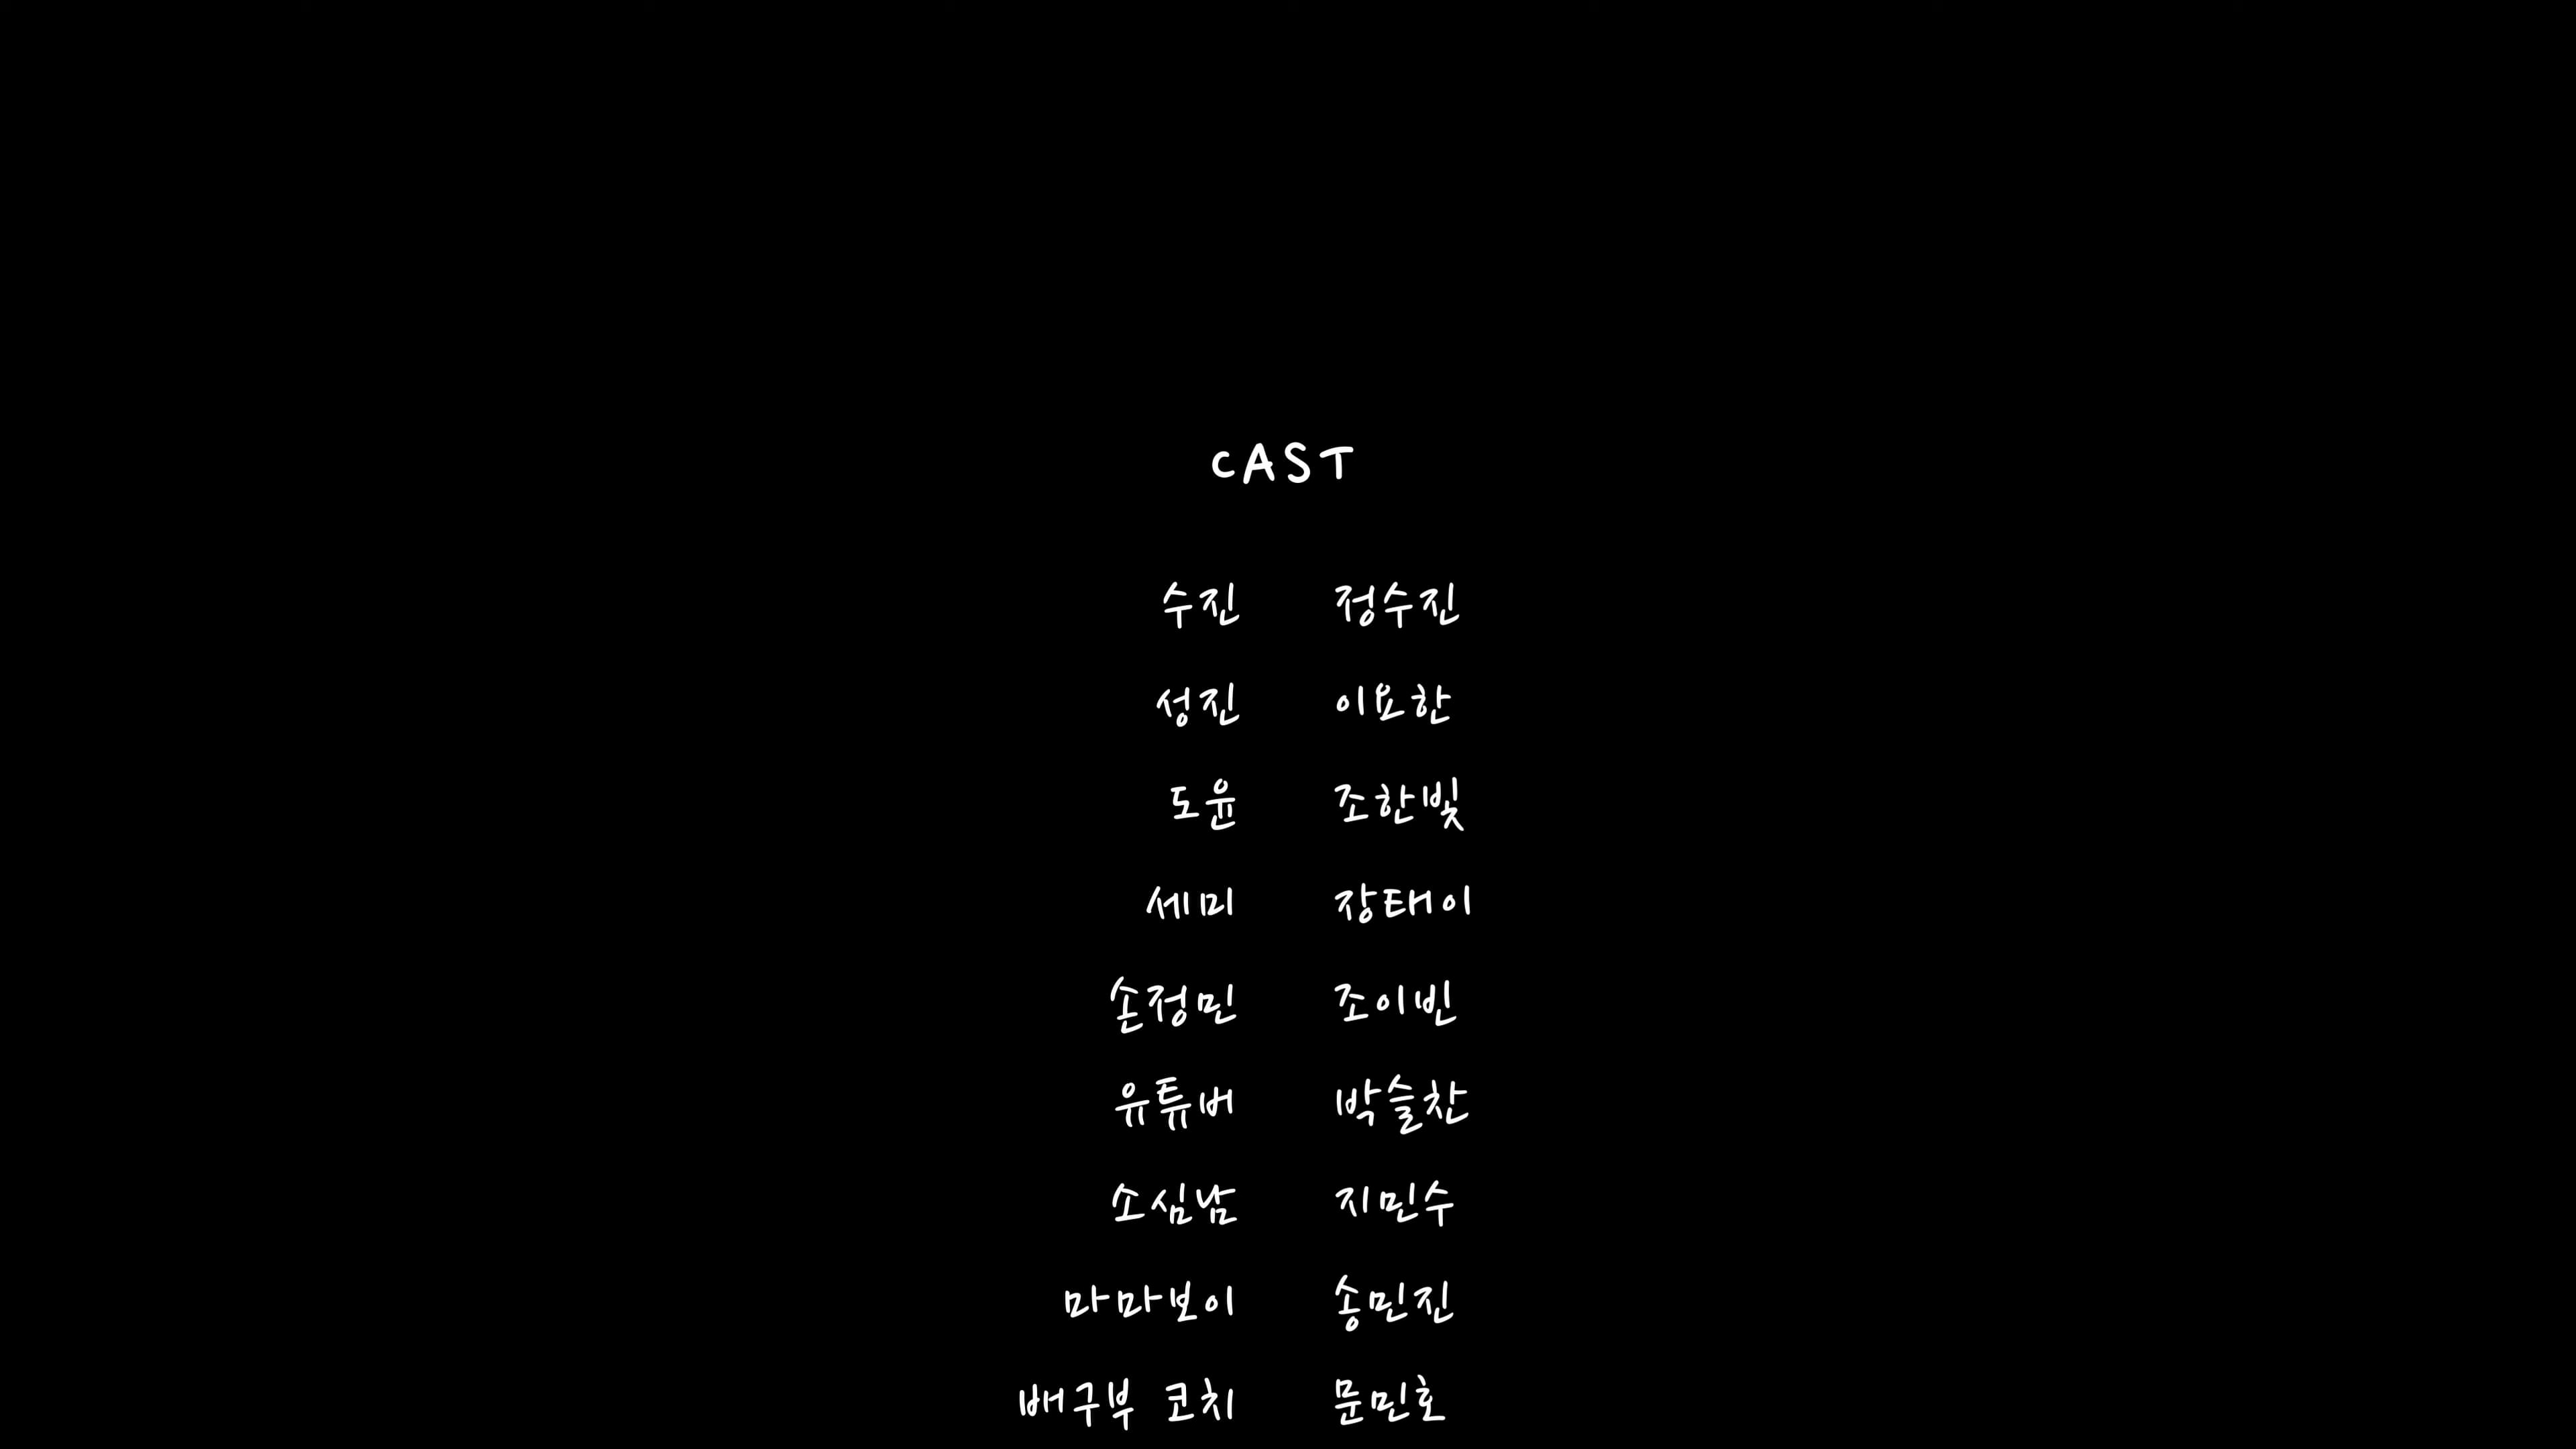 CAST
수진 정수진
성진 이요한
도윤 조한빛
세미 장태이
손정민 조이빈
유튜버 박슬찬
소심남 지민수
마마보이 송민진
배구부 코치 문민호